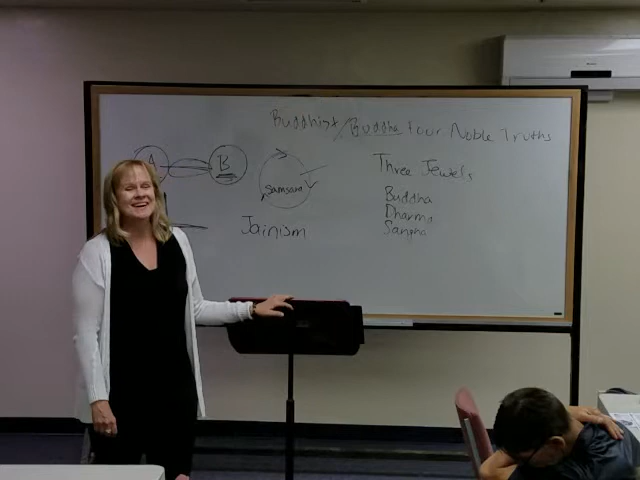 Buddhist/Buddha Four Noble Truths
A B
Samsara
Three Jewels
Buddha
Dharma
Sangha
Jainism